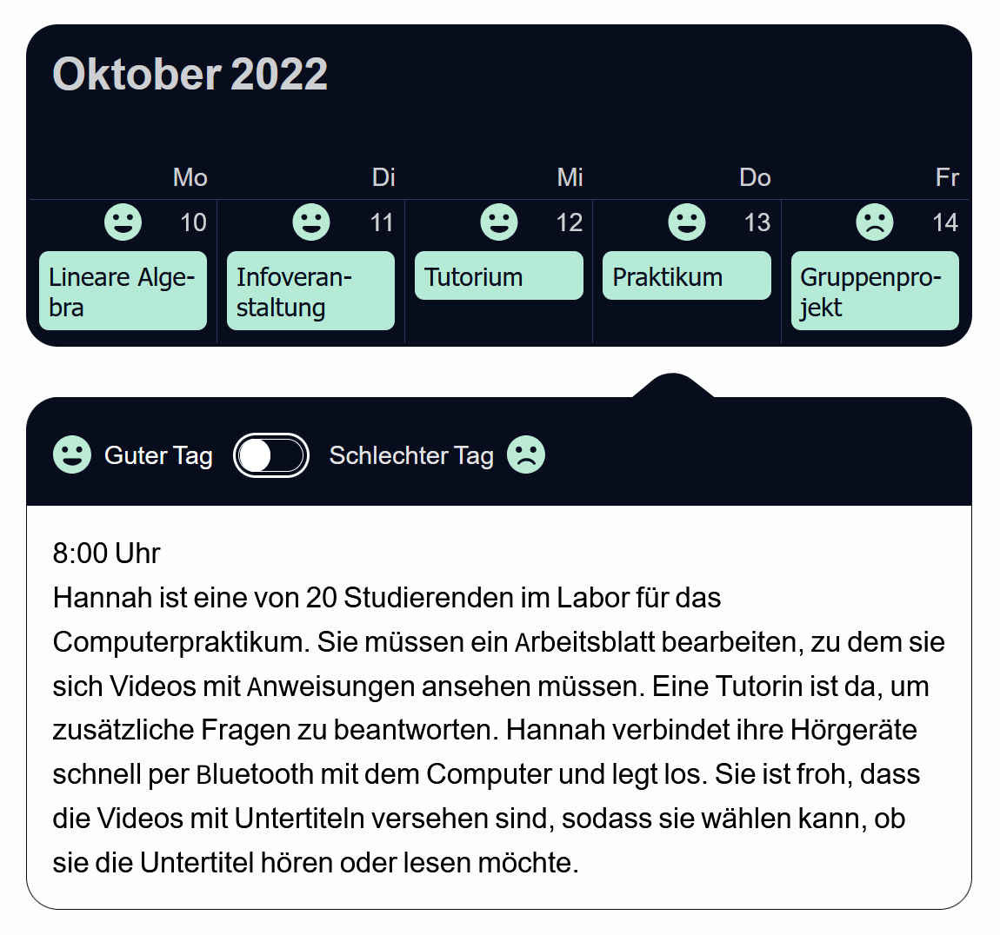 Oktober 2022
Mo Di Mi Do Fr
10 11 12 13 14
Lineare Alge-
bra
Infoveran-
staltung
Tutorium
Praktikum
Gruppenpro-
jekt
Guter Tag Schlechter Tag
8:00 Uhr
Hannah ist eine von 20 Studierenden im Labor für das
Computerpraktikum. Sie müssen ein Arbeitsblatt bearbeiten, zu dem sie
sich Videos mit Anweisungen ansehen müssen. Eine Tutorin ist da, um
zusätzliche Fragen zu beantworten. Hannah verbindet ihre Hörgeräte
schnell per Bluetooth mit dem Computer und legt los. Sie ist froh, dass
die Videos mit Untertiteln versehen sind, sodass sie wählen kann, ob
sie die Untertitel hören oder lesen möchte.